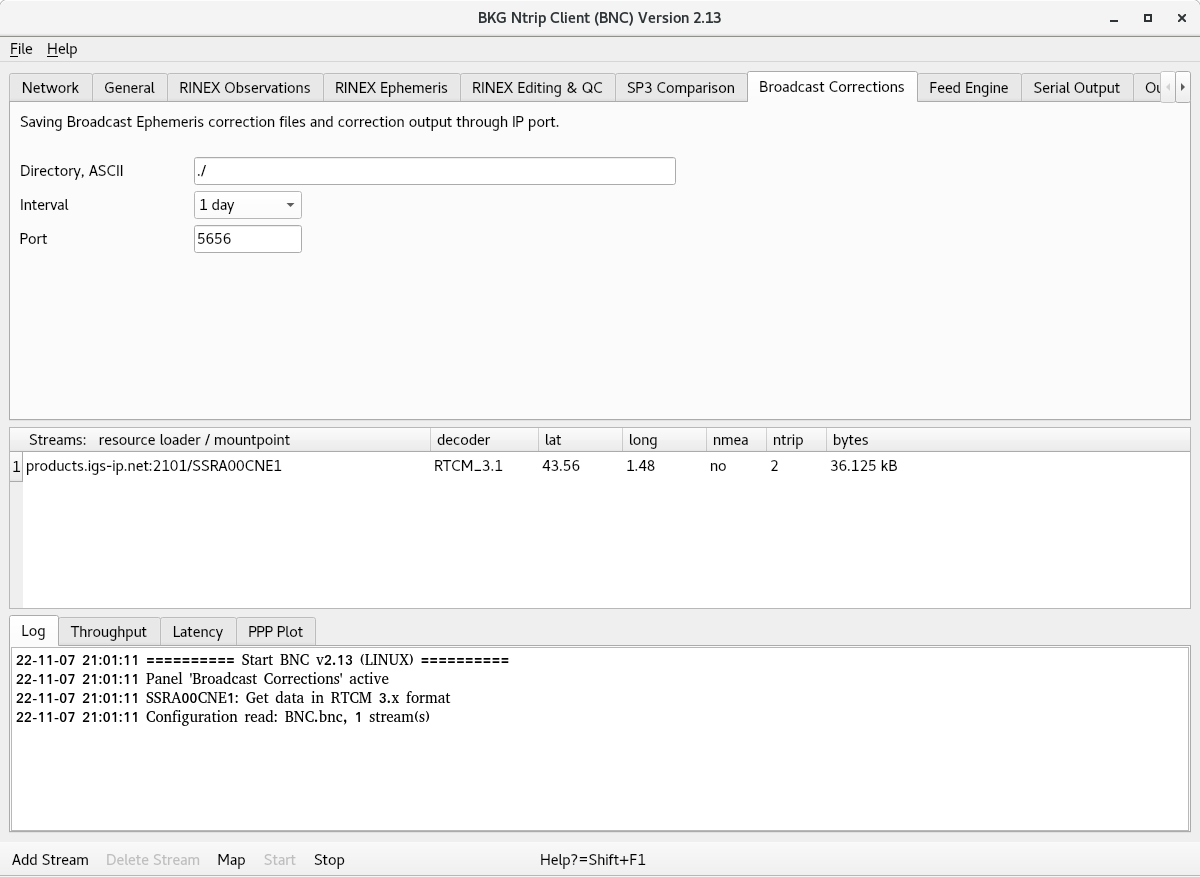 BKG Ntrip Client (BNC) Version 2.13
File Help
Network General RINEX Observations RINEX Ephemeris RINEX Editing & QC SP3 Comparison Broadcast Corrections Feed Engine Serial Output Ou
Saving Broadcast Ephemeris correction files and correction output through IP port.
Directory, ASCII ./
Interval 1 day
Port 5656
Streams: resource loader / mountpoint decoder lat long nmea ntrip bytes
1 products.igs-ip.net:2101/SSRA00CNE1 RTCM_3.1 43.56 1.48 no 2 36.125 kB
Log Throughput Latency PPP Plot
22-11-07 21:01:11 ========== Start BNC v2.13 (LINUX) ==========
22-11-07 21:01:11 Panel 'Broadcast Corrections' active
22-11-07 21:01:11 SSRA00CNE1: Get data in RTCM 3.x format
22-11-07 21:01:11 Configuration read: BNC.bnc, 1 stream(s)
Add Stream Delete Stream Map Start Stop Help?=Shift+F1